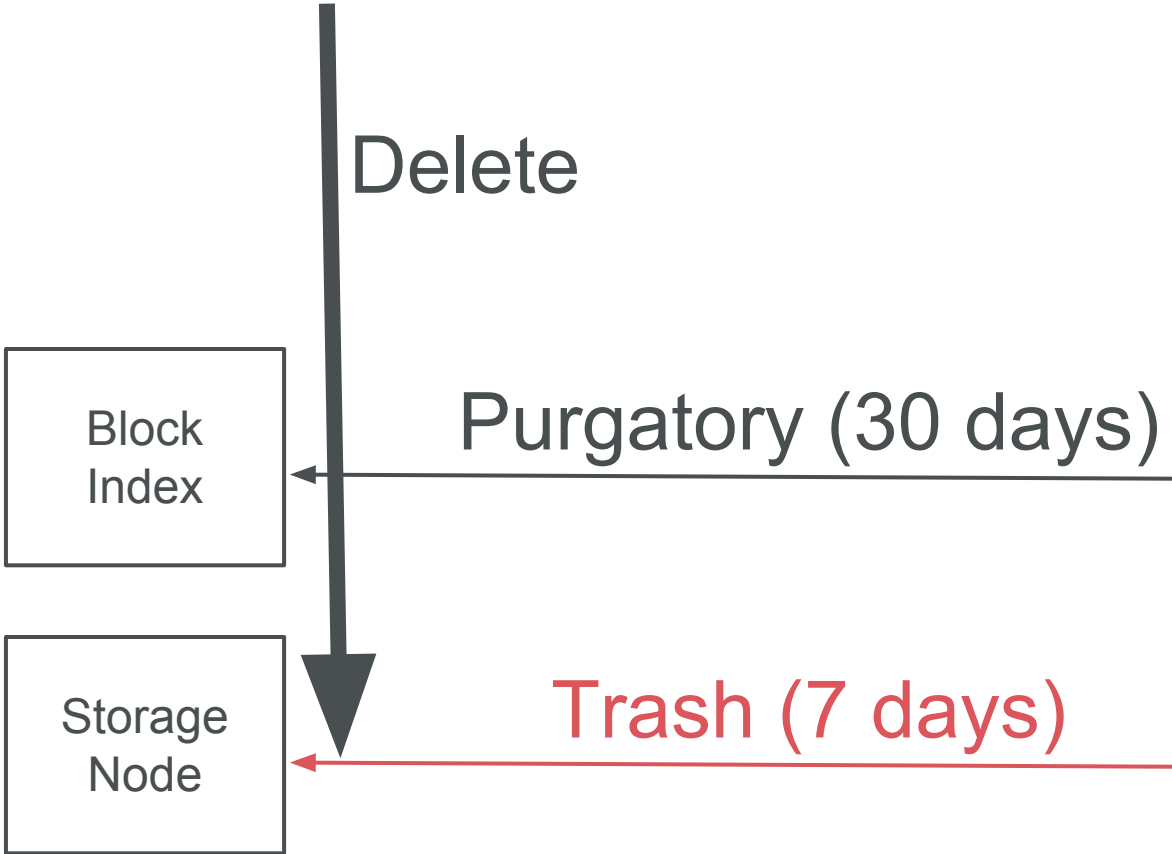 Delete
Block
Index
Purgatory (30 days)
Storage
Node
Trash (7 days)